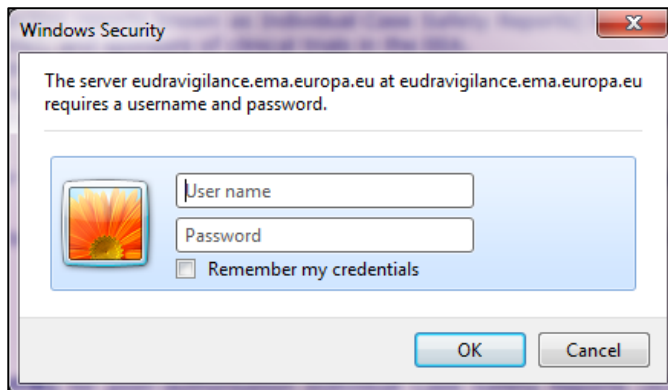 Windows Security
The server eudravigilance.ema.europa.eu at eudravigilance.ema.europa.eu
requires a username and password.
User name
Password
Remember my credentials
OK
Cancel